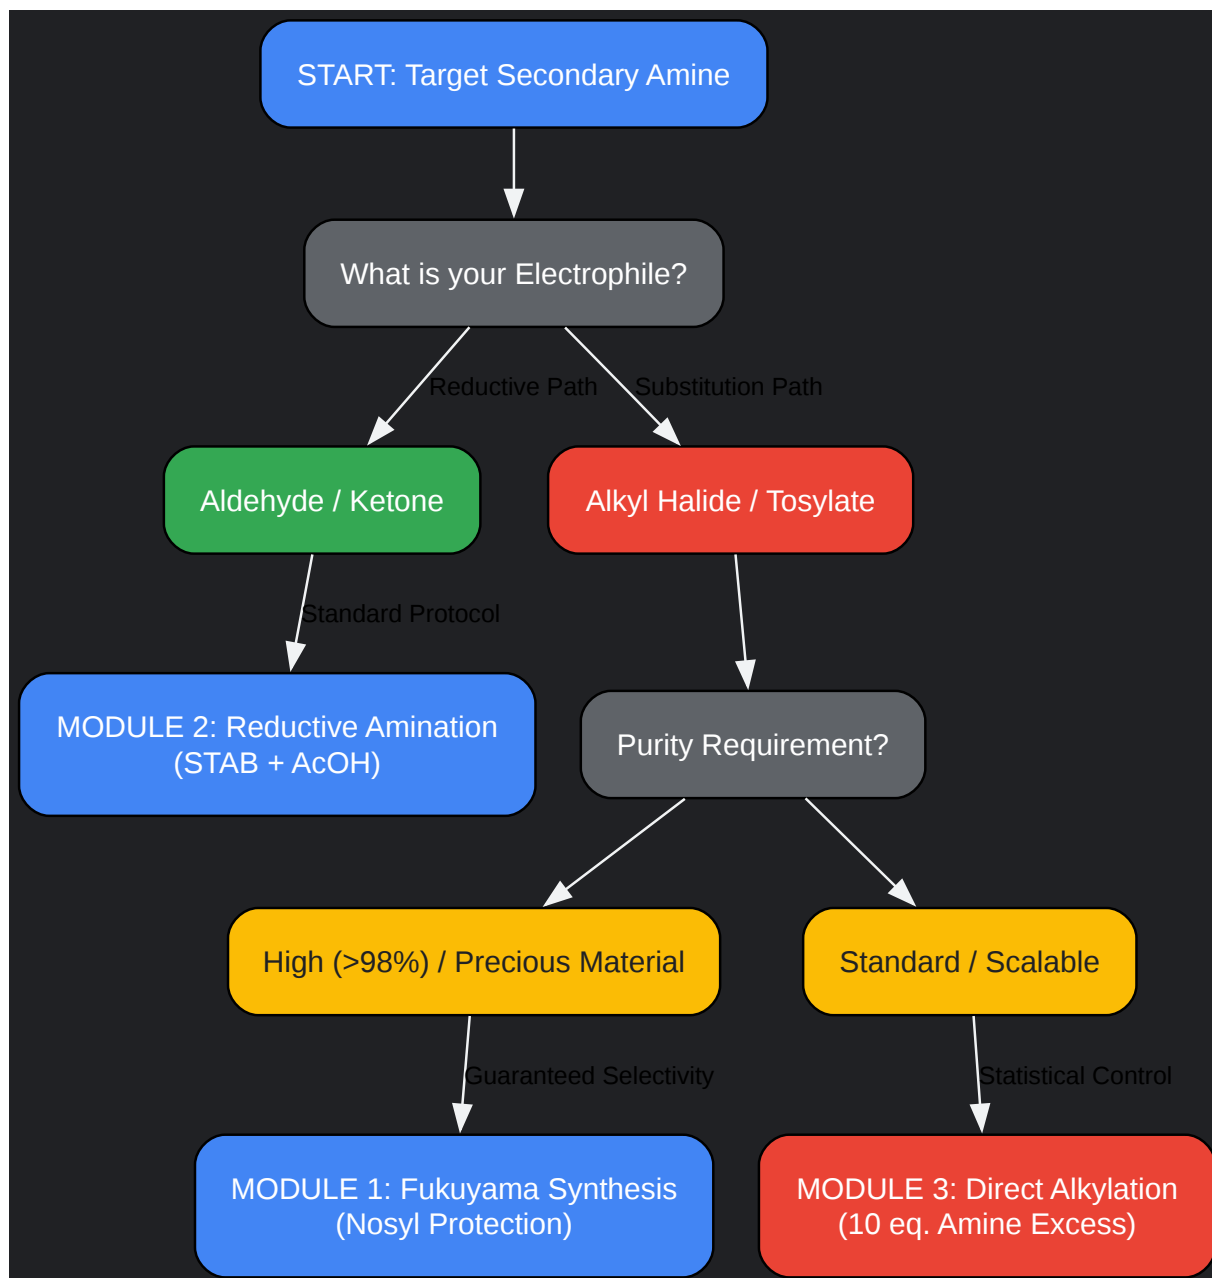 START: Target Secondary Amine
What is your Electrophile?
Reductive Path
Substitution Path
Aldehyde / Ketone
Alkyl Halide / Tosylate
Standard Protocol
MODULE 2: Reductive Amination
(STAB + AcOH)
Purity Requirement?
High (>98%) / Precious Material
Standard / Scalable
Guaranteed Selectivity
Statistical Control
MODULE 1: Fukuyama Synthesis
(Nosyl Protection)
MODULE 3: Direct Alkylation
(10 eq. Amine Excess)